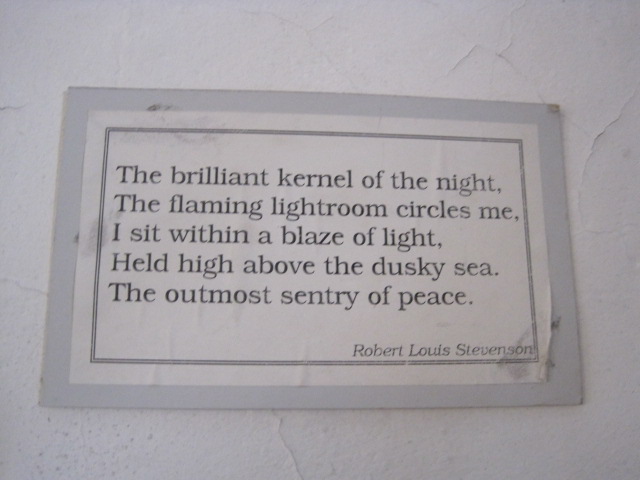 The brilliant kernel of the night,
The flaming lightroom circles me,
I sit within a blaze of light,
Held high above the dusky sea.
The outmost sentry of peace.
Robert Louis Stevenson